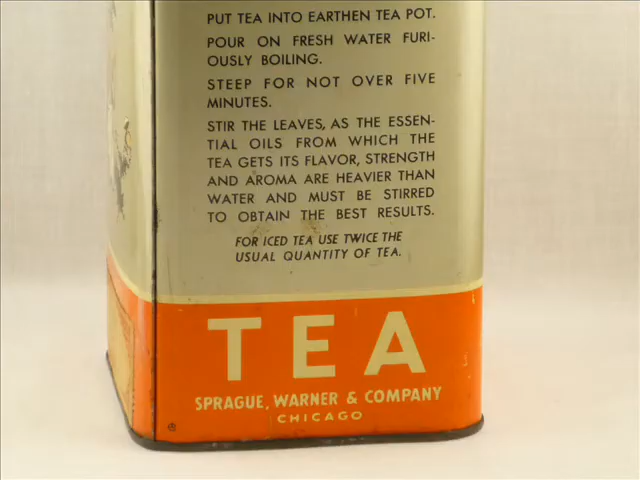 PUT TEA INTO EARTHEN TEA POT.
POUR ON FRESH WATER FURI-
OUSLY BOILING.
STEEP FOR NOT OVER FIVE
MINUTES.
STIR THE LEAVES, AS THE ESSEN-
TIAL OILS FROM WHICH THE
TEA GETS ITS FLAVOR, STRENGTH
AND AROMA ARE HEAVIER THAN
WATER AND MUST BE STIRRED
TO OBTAIN THE BEST RESULTS.
FOR ICED TEA USE TWICE THE
USUAL QUANTITY OF TEA.
TEA
SPRAGUE, WARNER & COMPANY
CHICAGO